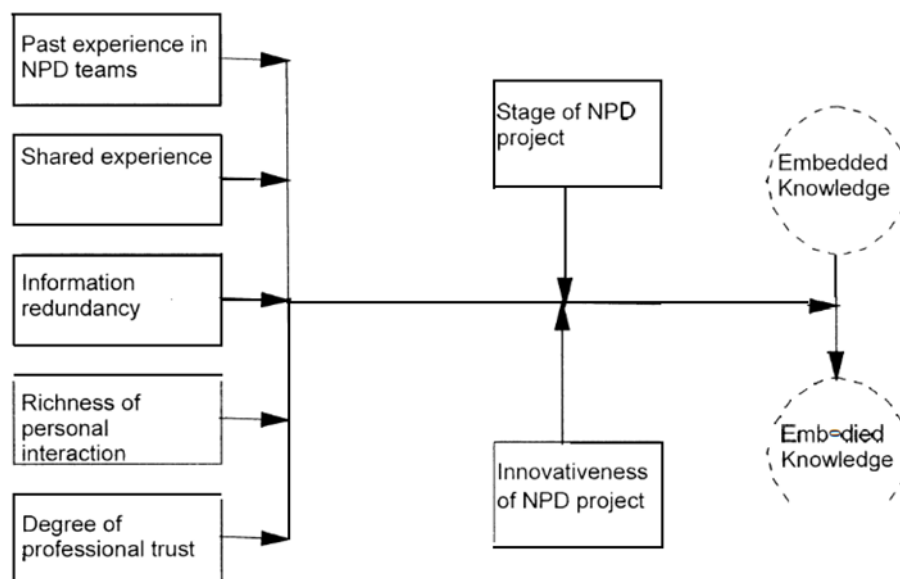 Past experience in
NPD teams
Shared experience
Information
redundancy
Richness of
personal
interaction
Degree of
professional trust
Stage of NPD
project
Innovativeness
of NPD project
Embedded
Knowledge
Embodied
Knowledge